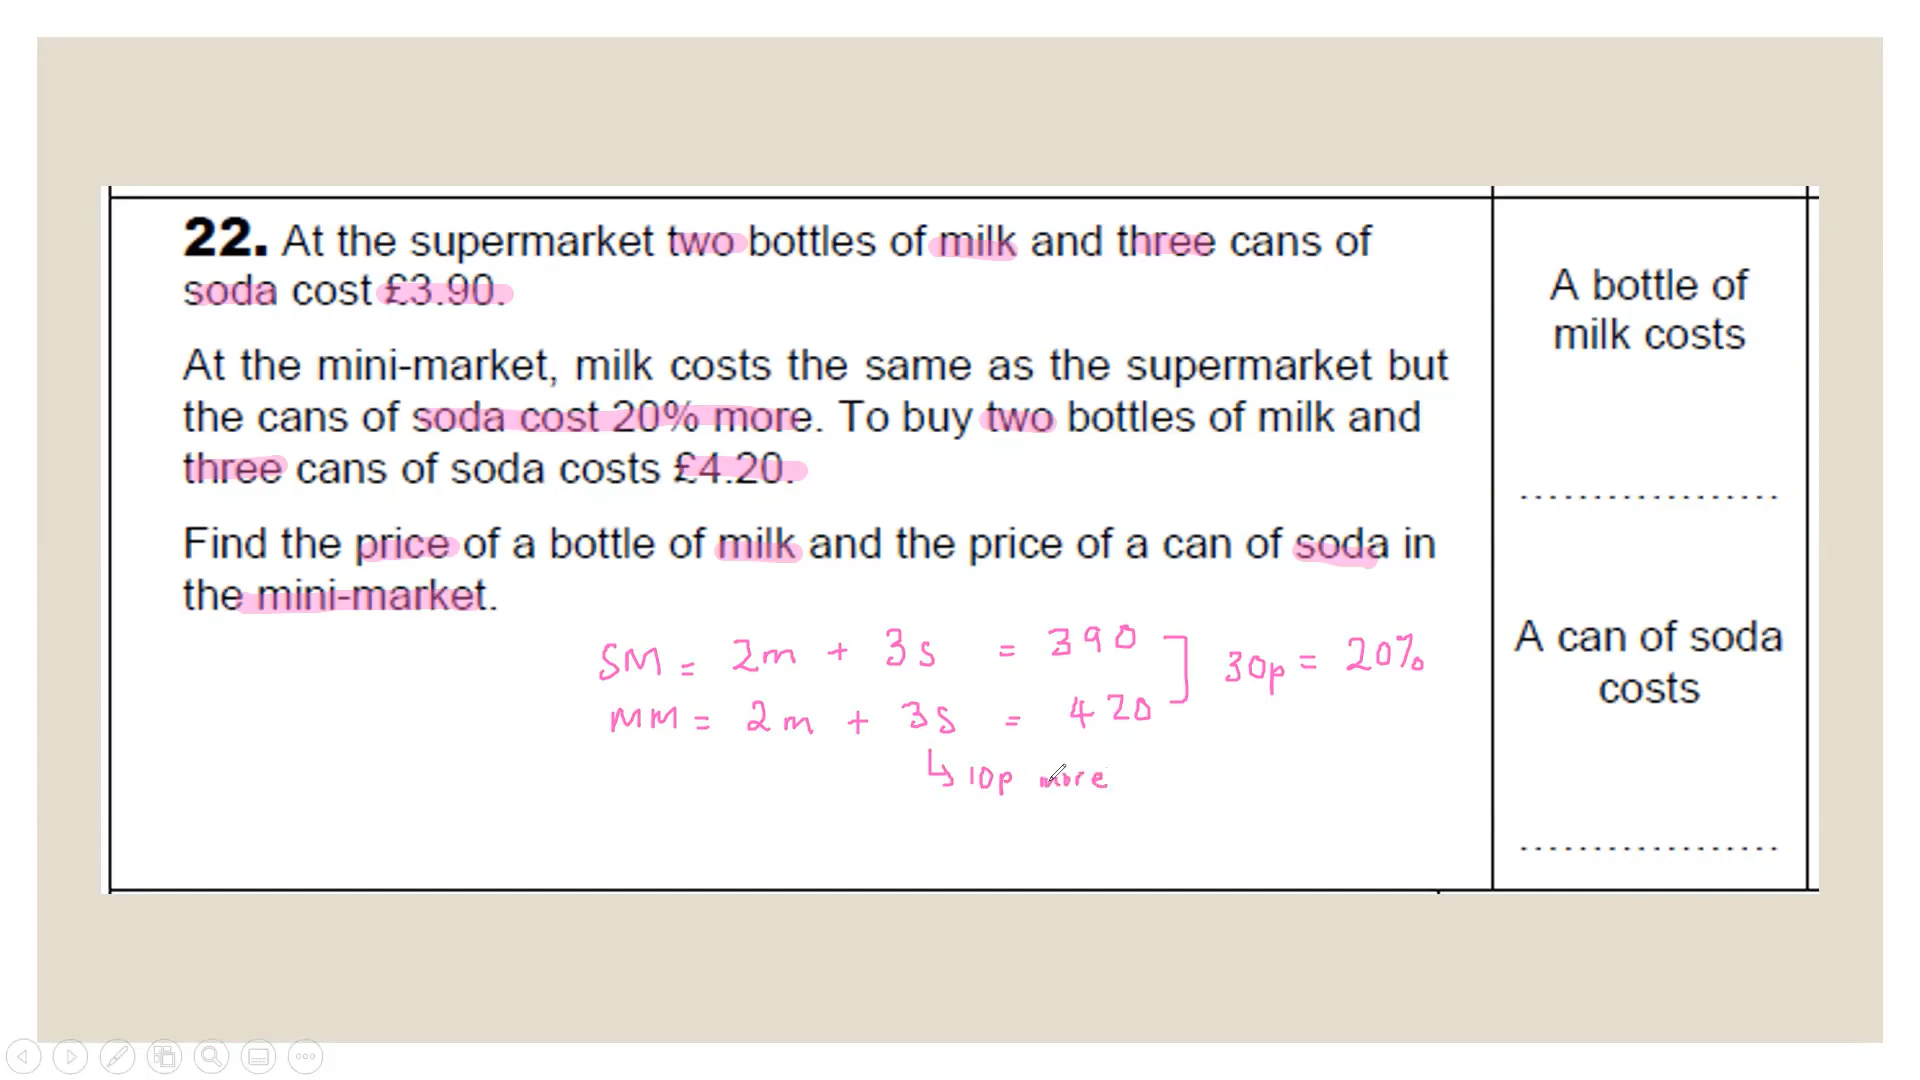 22. At the supermarket two bottles of milk and three cans of
soda cost £3.90.
At the mini-market, milk costs the same as the supermarket but
the cans of soda cost 20% more. To buy two bottles of milk and
three cans of soda costs £4.20.
Find the price of a bottle of milk and the price of a can of soda in
the mini-market.
SM = 2m + 3s = 390
30p = 20%
MM = 2m + 3s = 420
10p more
A bottle of
milk costs
..................
A can of soda
costs
..................